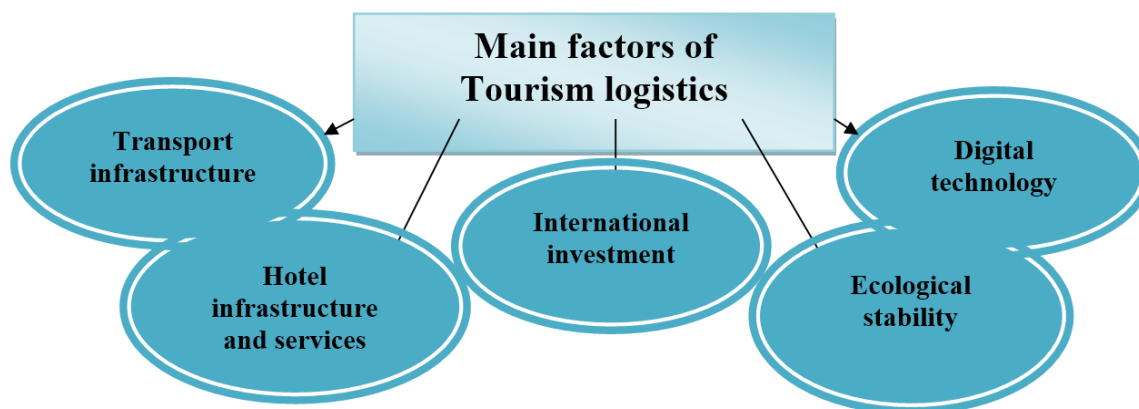 Main factors of
Tourism logistics
Transport
infrastructure
Hotel
infrastructure
and services
International
investment
Ecological
stability
Digital
technology